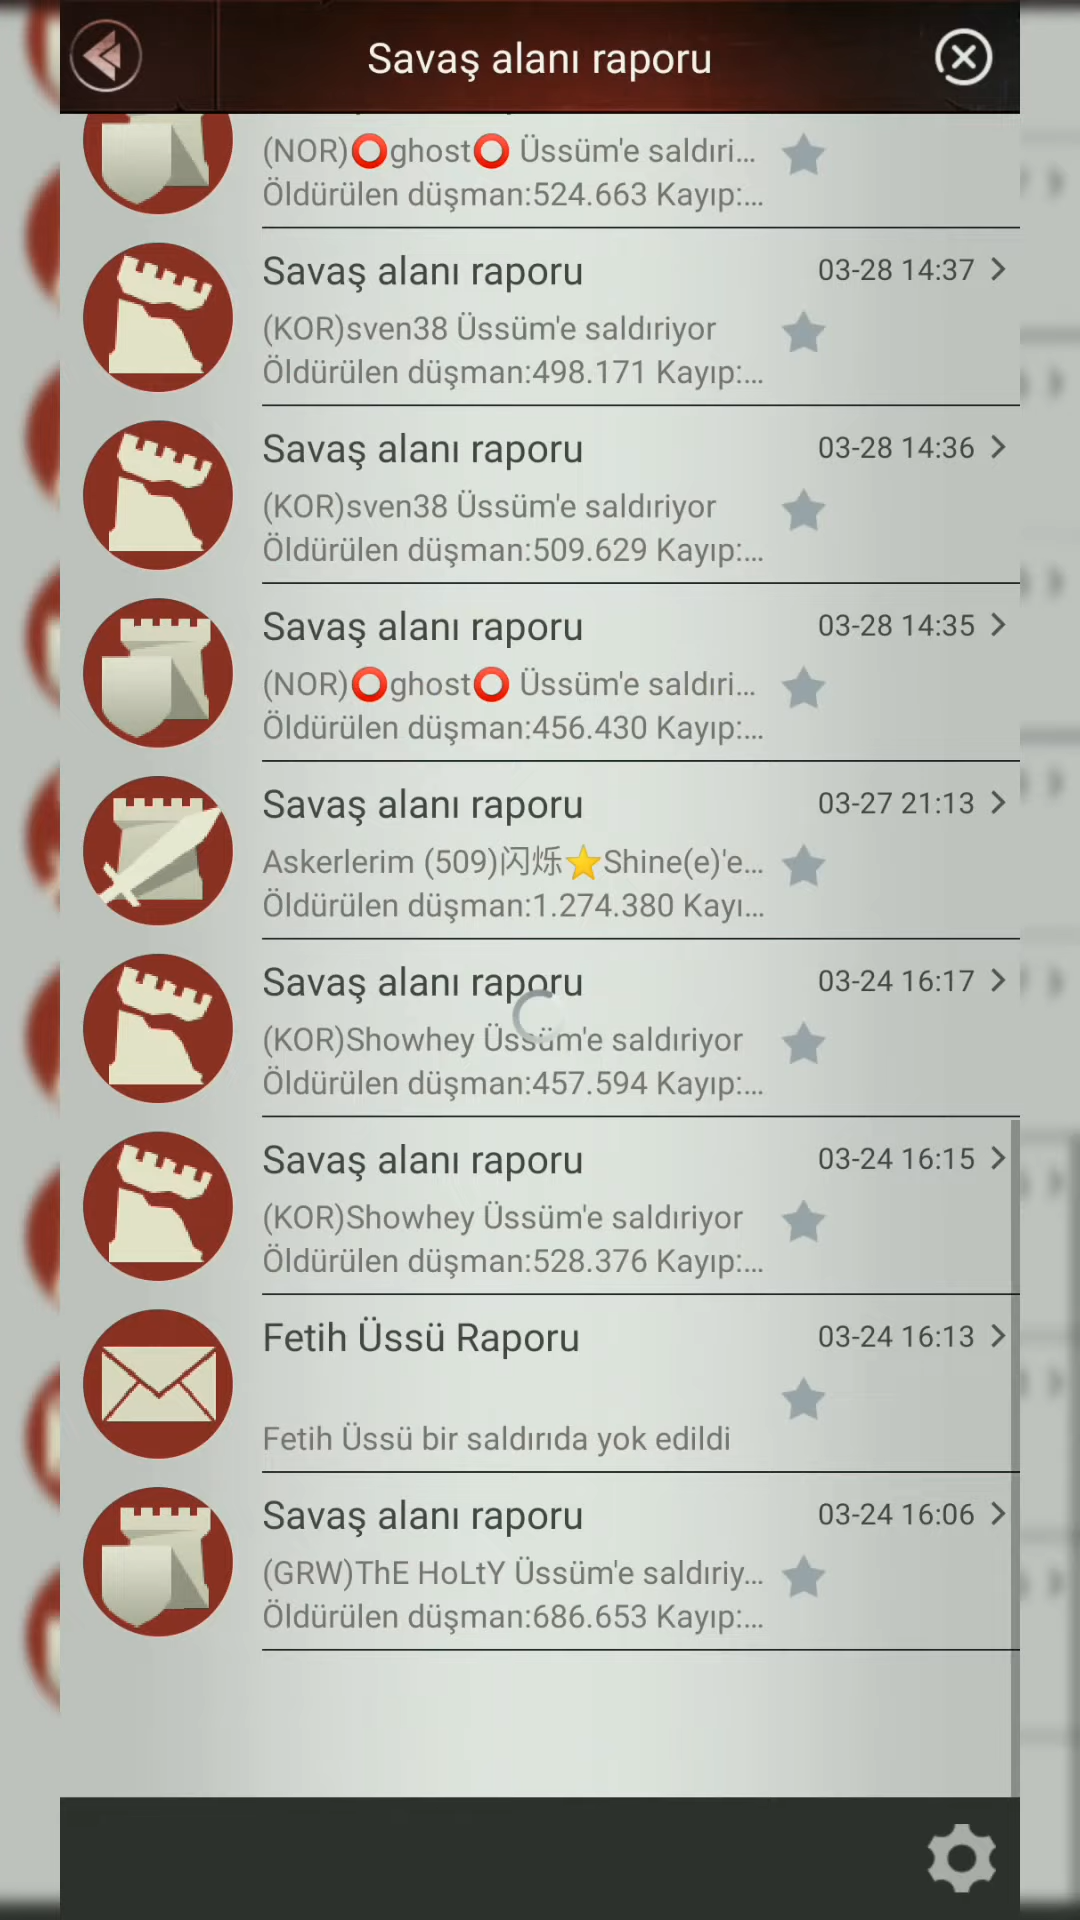 Savaş alanı raporu
(NOR)⭕ghost⭕ Üssüm'e saldıri...
Öldürülen düşman:524.663 Kayıp:...
Savaş alanı raporu 03-28 14:37
(KOR)sven38 Üssüm'e saldıriyor
Öldürülen düşman:498.171 Kayıp:...
Savaş alanı raporu 03-28 14:36
(KOR)sven38 Üssüm'e saldıriyor
Öldürülen düşman:509.629 Kayıp:...
Savaş alanı raporu 03-28 14:35
(NOR)⭕ghost⭕ Üssüm'e saldıri...
Öldürülen düşman:456.430 Kayıp:...
Savaş alanı raporu 03-27 21:13
Askerlerim (509)闪烁⭐Shine(e)'e...
Öldürülen düşman:1.274.380 Kayı...
Savaş alanı raporu 03-24 16:17
(KOR)Showhey Üssüm'e saldıriyor
Öldürülen düşman:457.594 Kayıp:...
Savaş alanı raporu 03-24 16:15
(KOR)Showhey Üssüm'e saldıriyor
Öldürülen düşman:528.376 Kayıp:...
Fetih Üssü Raporu 03-24 16:13
Fetih Üssü bir saldırıda yok edildi
Savaş alanı raporu 03-24 16:06
(GRW)ThE HoLtY Üssüm'e saldıriy...
Öldürülen düşman:686.653 Kayıp:...